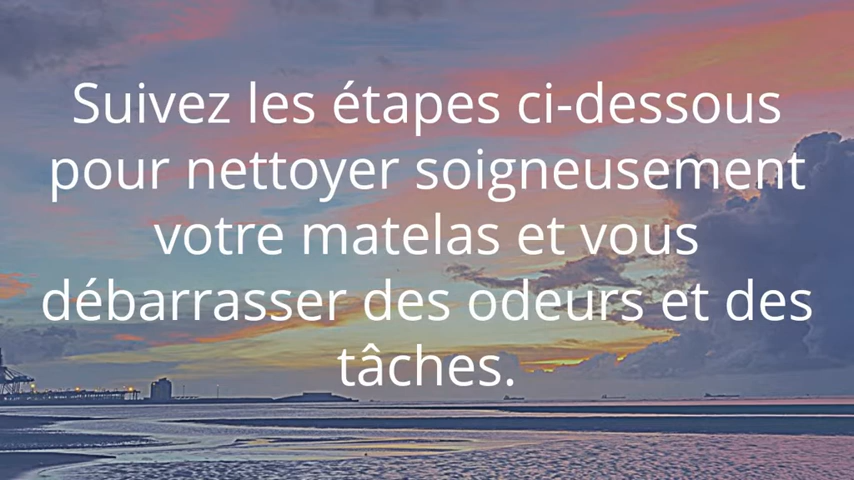 Suivez les étapes ci-dessous
pour nettoyer soigneusement
votre matelas et vous
débarrasser des odeurs et des
tâches.